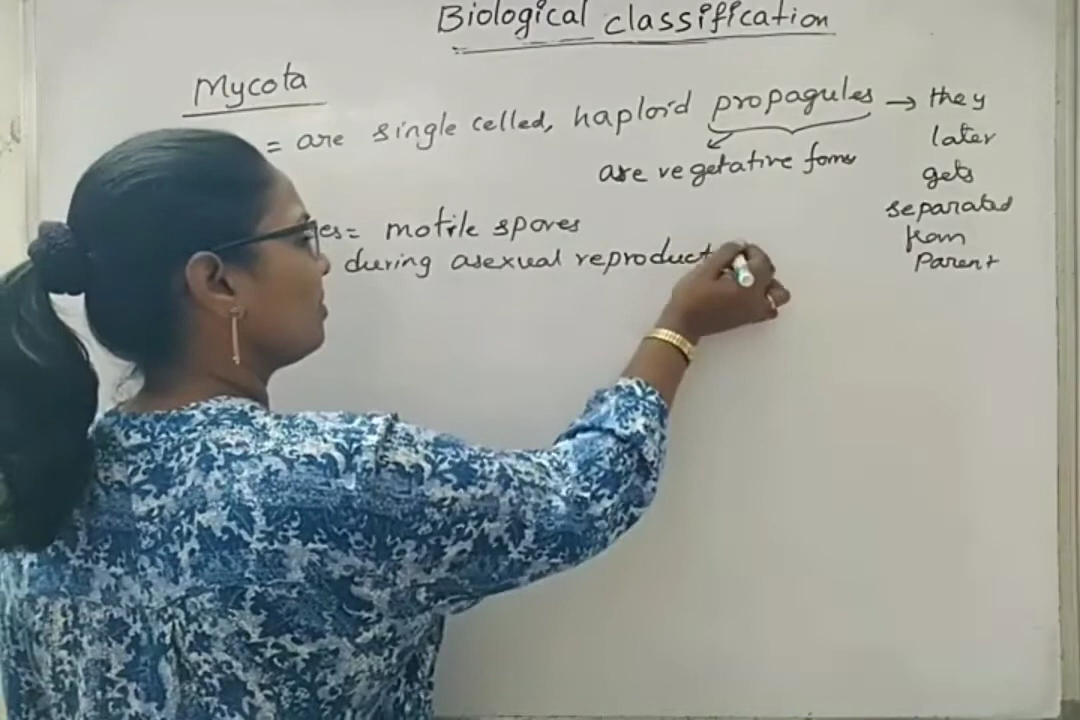 Biological classification
Mycota
= are single celled, haploid propagules → they
later
gets
separated
from
Parent
are vegetative forms
es= motile spores
during asexual reproduct